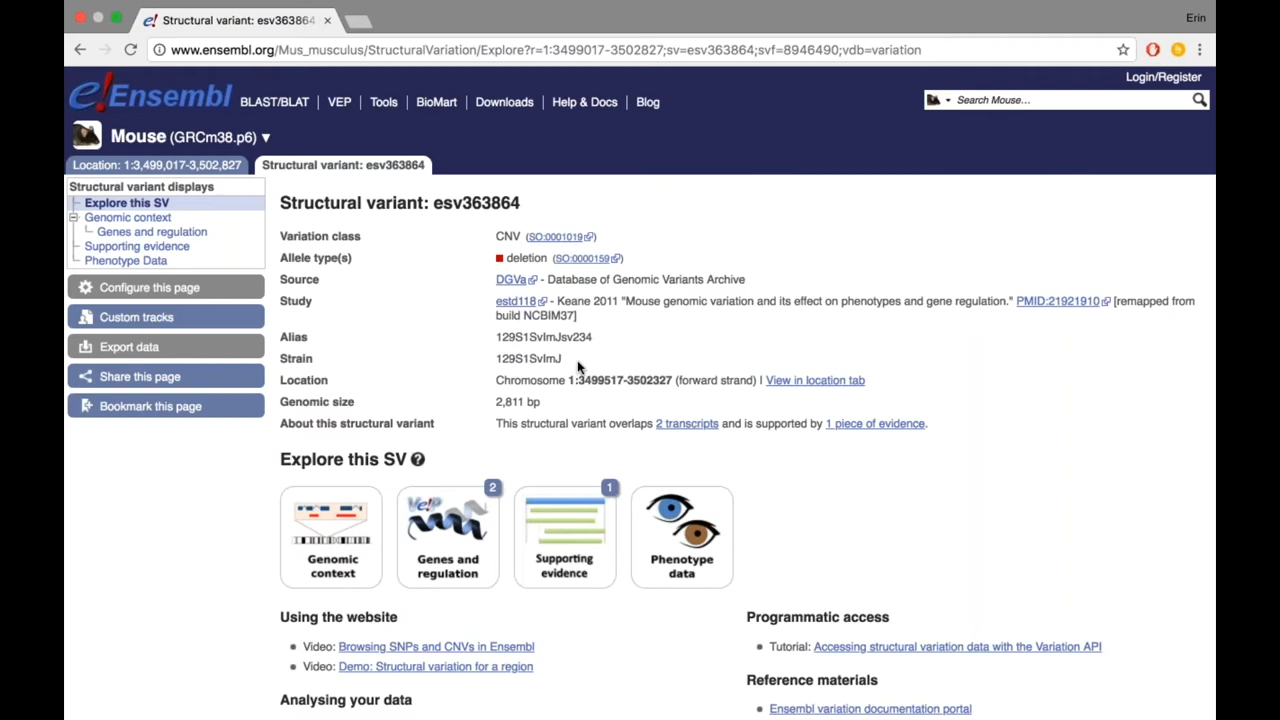 Structural variant: esv363864
Erin
www.ensembl.org/Mus_musculus/StructuralVariation/Explore?r=1:3499017-3502827;sv=esv363864;svf=8946490;vdb=variation
Login/Register
e!Ensembl BLAST/BLAT | VEP | Tools | BioMart | Downloads | Help & Docs | Blog
Search Mouse…
Mouse (GRCm38.p6) ▼
Location: 1:3,499,017-3,502,827
Structural variant: esv363864
Structural variant displays
Explore this SV
Genomic context
Genes and regulation
Supporting evidence
Phenotype Data
Configure this page
Custom tracks
Export data
Share this page
Bookmark this page
Structural variant: esv363864
Variation class CNV (SO:0001019)
Allele type(s) deletion (SO:0000159)
Source DGVa - Database of Genomic Variants Archive
Study estd118 - Keane 2011 "Mouse genomic variation and its effect on phenotypes and gene regulation." PMID:21921910 [remapped from
build NCBIM37]
Alias 129S1SvImJsv234
Strain 129S1SvImJ
Location Chromosome 1:3499517-3502327 (forward strand) | View in location tab
Genomic size 2,811 bp
About this structural variant This structural variant overlaps 2 transcripts and is supported by 1 piece of evidence.
Explore this SV ?
2
1
Ve!P
Genomic
context
Genes and
regulation
Supporting
evidence
Phenotype
data
Using the website
Video: Browsing SNPs and CNVs in Ensembl
Video: Demo: Structural variation for a region
Analysing your data
Programmatic access
Tutorial: Accessing structural variation data with the Variation API
Reference materials
Ensembl variation documentation portal